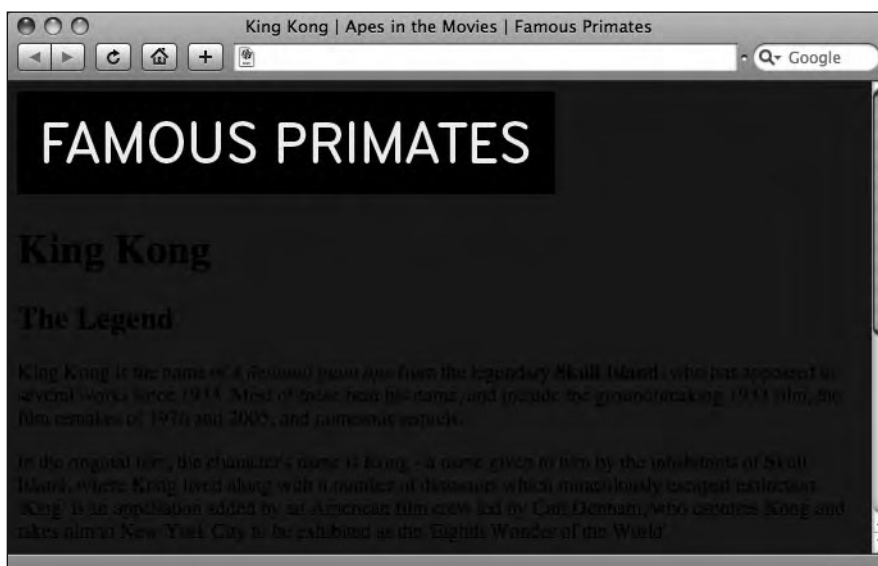 King Kong | Apes in the Movies | Famous Primates
Google
FAMOUS PRIMATES
King Kong
The Legend
King Kong is the name of a fictional giant ape from the legendary Skull Island, who has appeared in
several works since 1933. Most of these bear his name, and include the groundbreaking 1933 film, the
film remakes of 1976 and 2005, and numerous sequels.
In the original film, the character's name is Kong - a name given to him by the inhabitants of Skull
Island, where Kong lived along with a number of dinosaurs which miraculously escaped extinction.
'King' is an appellation added by an American film crew led by Carl Denham, who captures Kong and
takes him to New York City to be exhibited as the 'Eighth Wonder of the World'.